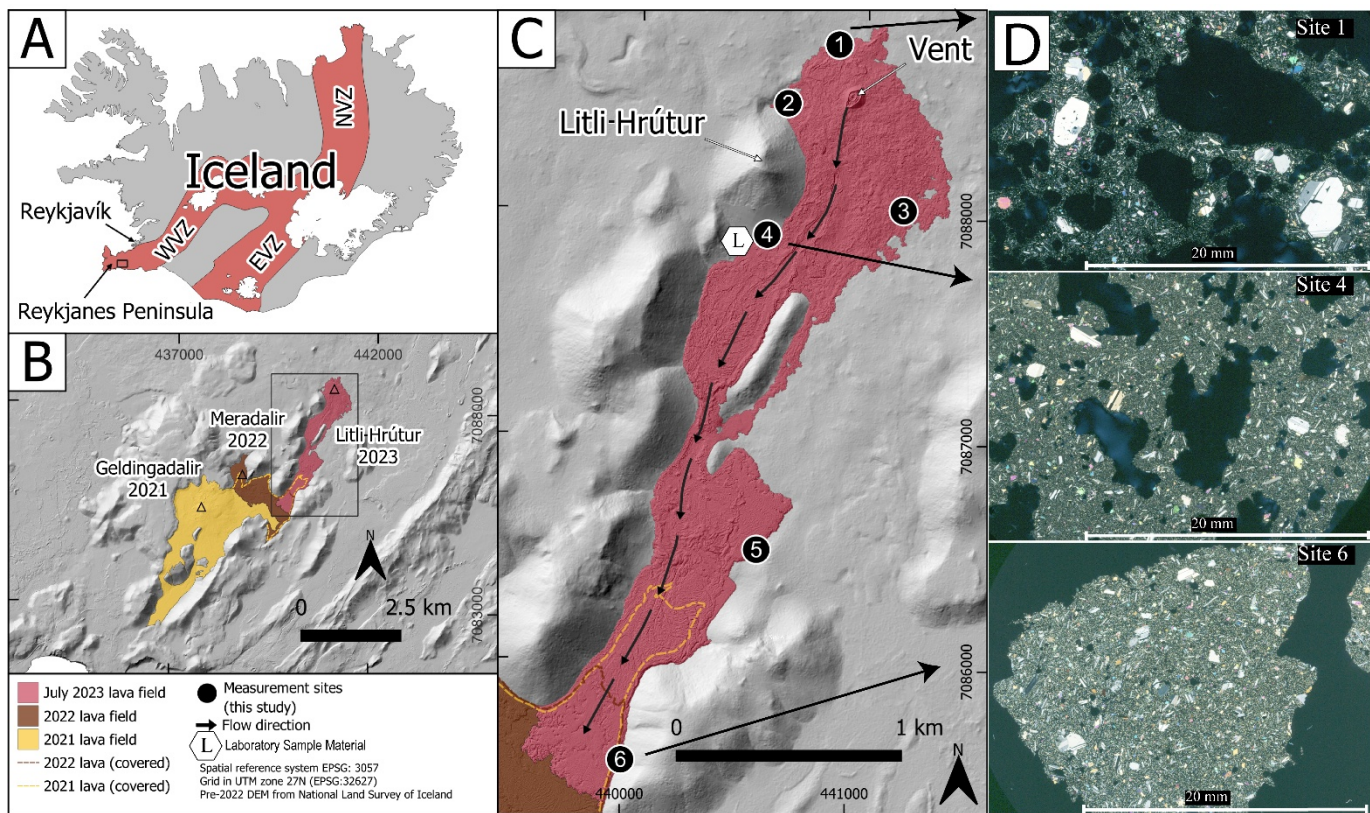 A
Iceland
NVZ
WVZ
EVZ
Reykjavík
Reykjanes Peninsula
B
437000
442000
7088000
7083000
Meradalir
2022
Litli-Hrútur
2023
Geldingadalir
2021
N
0
2.5 km
July 2023 lava field
2022 lava field
2021 lava field
2022 lava (covered)
2021 lava (covered)
Measurement sites
(this study)
Flow direction
L
Laboratory Sample Material
Spatial reference system EPSG: 3057
Grid in UTM zone 27N (EPSG:32627)
Pre-2022 DEM from National Land Survey of Iceland
C
1
Vent
2
Litli-Hrútur
3
L
4
5
6
7088000
7087000
7086000
0
1 km
N
440000
441000
D
Site 1
20 mm
Site 4
20 mm
Site 6
20 mm